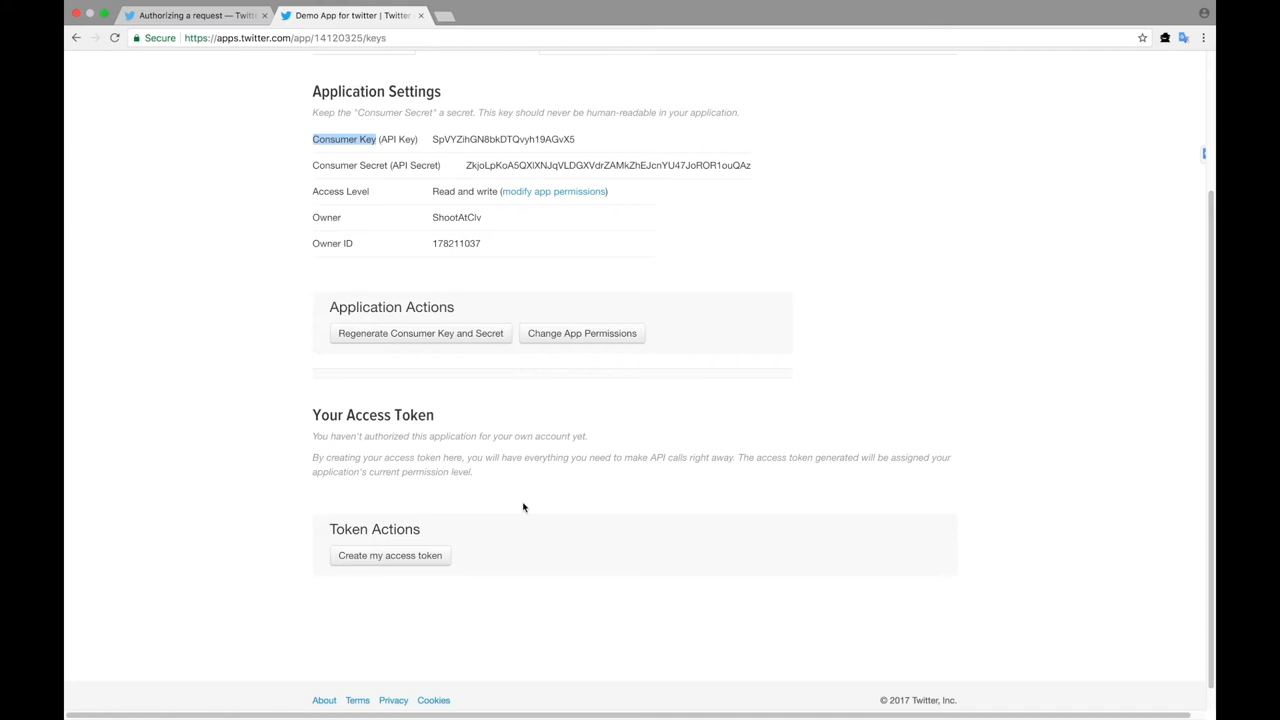 Authorizing a request — Twitt
Demo App for twitter | Twitter
Secure https://apps.twitter.com/app/14120325/keys
Application Settings
Keep the "Consumer Secret" a secret. This key should never be human-readable in your application.
Consumer Key (API Key) SpVYZihGN8bkDTQvyh19AGvX5
Consumer Secret (API Secret) ZkjoLpKoA5QXlXNJqVLDGXVdrZAMkZhEJcnYU47JoROR1ouQAz
Access Level Read and write (modify app permissions)
Owner ShootAtCiv
Owner ID 178211037
Application Actions
Regenerate Consumer Key and Secret Change App Permissions
Your Access Token
You haven't authorized this application for your own account yet.
By creating your access token here, you will have everything you need to make API calls right away. The access token generated will be assigned your
application's current permission level.
Token Actions
Create my access token
About Terms Privacy Cookies © 2017 Twitter, Inc.